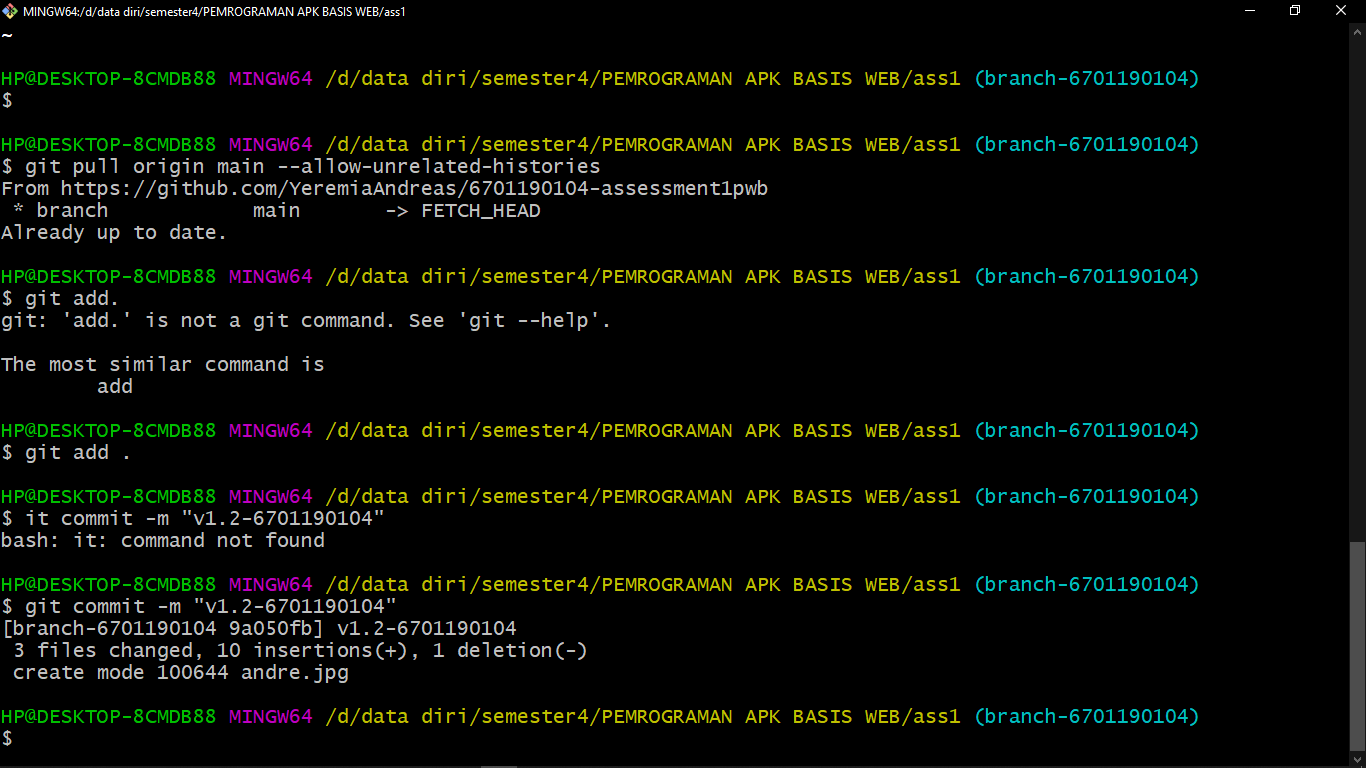 MINGW64:/d/data diri/semester4/PEMROGRAMAN APK BASIS WEB/ass1
~
HP@DESKTOP-8CMDB88 MINGW64 /d/data diri/semester4/PEMROGRAMAN APK BASIS WEB/ass1 (branch-6701190104)
$
HP@DESKTOP-8CMDB88 MINGW64 /d/data diri/semester4/PEMROGRAMAN APK BASIS WEB/ass1 (branch-6701190104)
$ git pull origin main --allow-unrelated-histories
From https://github.com/YeremiaAndreas/6701190104-assessment1pwb
 * branch            main       -> FETCH_HEAD
Already up to date.
HP@DESKTOP-8CMDB88 MINGW64 /d/data diri/semester4/PEMROGRAMAN APK BASIS WEB/ass1 (branch-6701190104)
$ git add.
git: 'add.' is not a git command. See 'git --help'.
The most similar command is
        add
HP@DESKTOP-8CMDB88 MINGW64 /d/data diri/semester4/PEMROGRAMAN APK BASIS WEB/ass1 (branch-6701190104)
$ git add .
HP@DESKTOP-8CMDB88 MINGW64 /d/data diri/semester4/PEMROGRAMAN APK BASIS WEB/ass1 (branch-6701190104)
$ it commit -m "v1.2-6701190104"
bash: it: command not found
HP@DESKTOP-8CMDB88 MINGW64 /d/data diri/semester4/PEMROGRAMAN APK BASIS WEB/ass1 (branch-6701190104)
$ git commit -m "v1.2-6701190104"
[branch-6701190104 9a050fb] v1.2-6701190104
 3 files changed, 10 insertions(+), 1 deletion(-)
 create mode 100644 andre.jpg
HP@DESKTOP-8CMDB88 MINGW64 /d/data diri/semester4/PEMROGRAMAN APK BASIS WEB/ass1 (branch-6701190104)
$